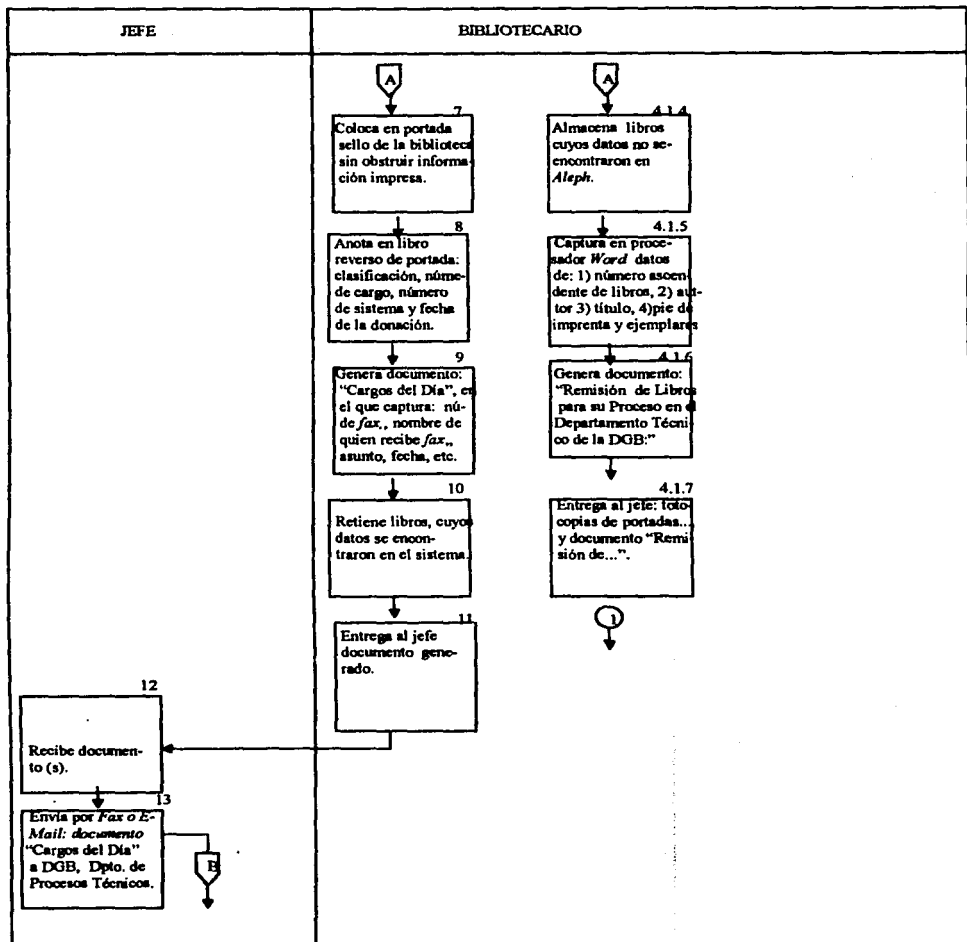 JEFE
BIBLIOTECARIO
A
7
Coloca en portada
sello de la biblioteca
sin obstruir informa-
ción impresa.
8
Anota en libro
reverso de portada:
clasificación, núme-
de cargo, número
de sistema y fecha
de la donación.
9
Genera documento:
“Cargos del Día”, en
el que captura: nú-
de fax., nombre de
quien recibe fax.,
asunto, fecha, etc.
10
Retiene libros, cuyos
datos se encon-
traron en el sistema.
11
Entrega al jefe
documento gene-
rado.
A
4.1.4
Almacena libros
cuyos datos no se-
encontraron en
Aleph.
4.1.5
Captura en proce-
sador Word datos
de: 1) número ascen-
dente de libros, 2) au-
tor 3) título, 4)pie de
imprenta y ejemplares
4.1.6
Genera documento:
“Remisión de Libros
para su Proceso en el
Departamento Técni-
co de la DGB:”
4.1.7
Entrega al jefe: foto-
copias de portadas...
y documento “Remi-
sión de...”.
1
12
Recibe documen-
to (s).
13
Envía por Fax o E-
Mail: documento
“Cargos del Día”
a DGB, Dpto. de
Procesos Técnicos.
B